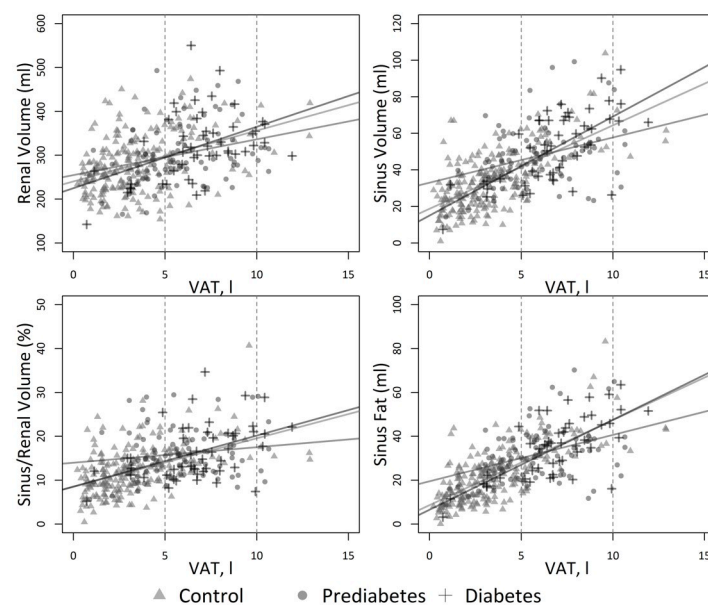 Renal Volume (ml)
100 200 300 400 500 600
0 5 10 15
VAT, l
Sinus Volume (ml)
0 20 40 60 80 100 120
0 5 10 15
VAT, l
Sinus/Renal Volume (%)
0 10 20 30 40 50
0 5 10 15
VAT, l
Sinus Fat (ml)
0 20 40 60 80 100
0 5 10 15
VAT, l
Control Prediabetes Diabetes